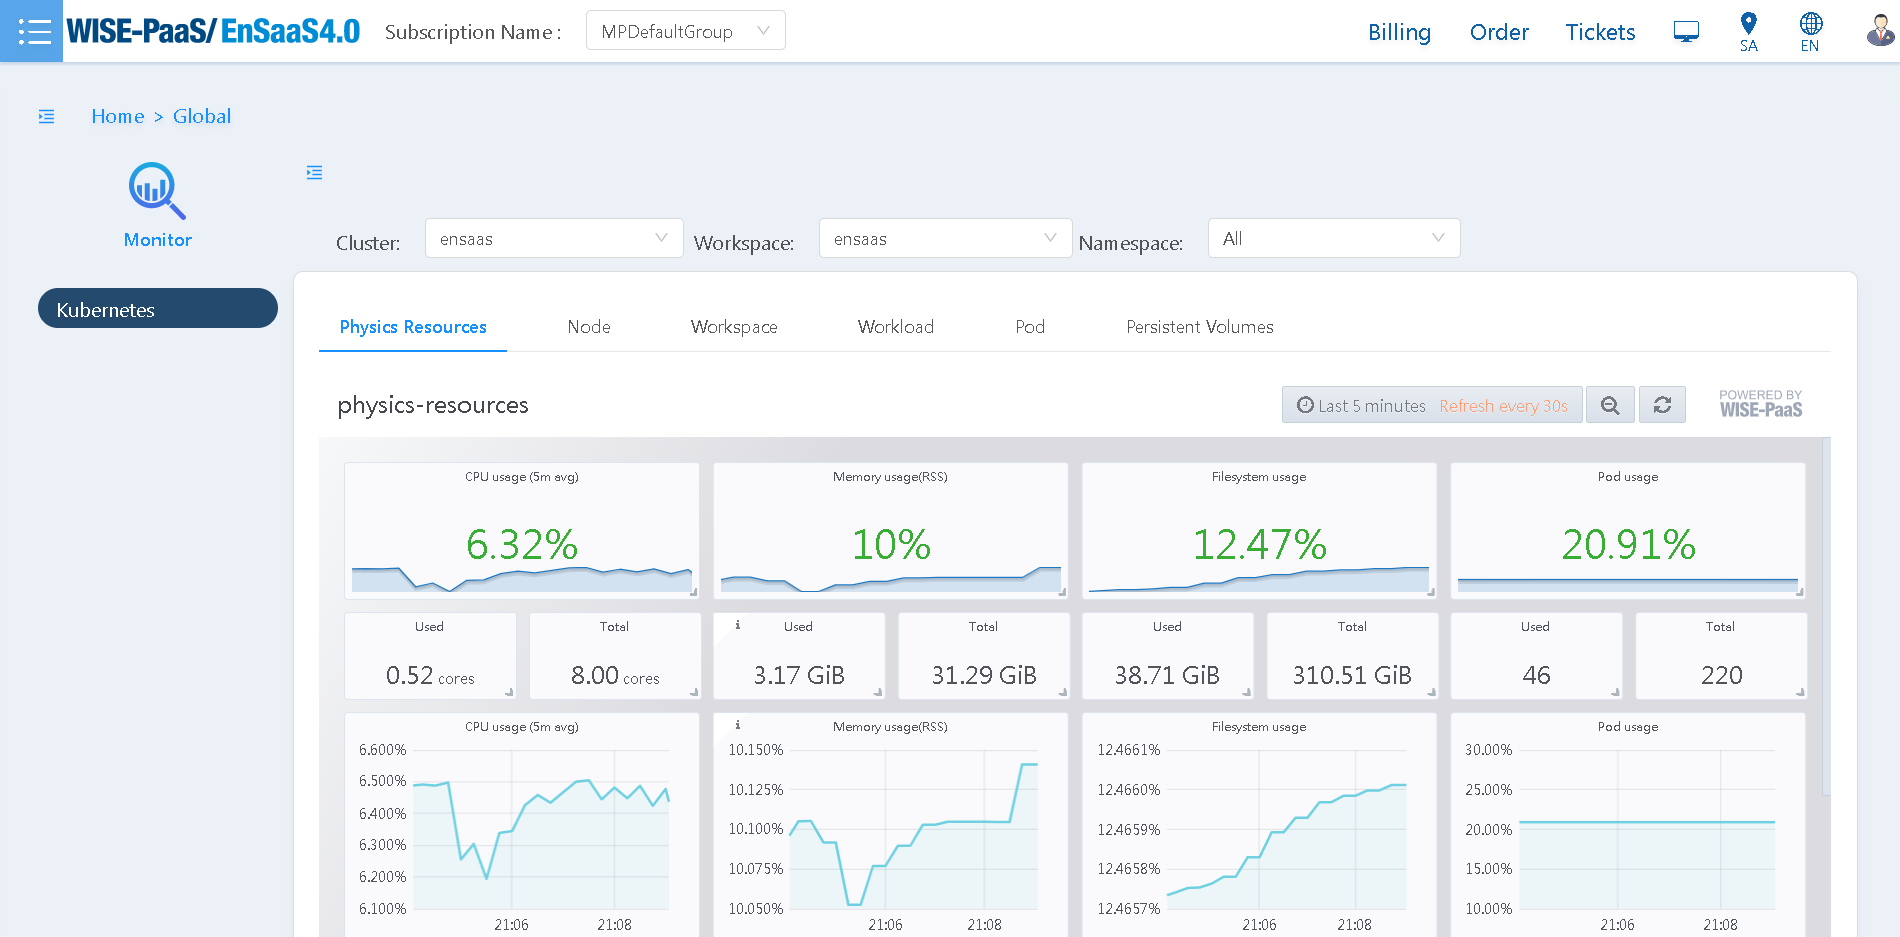 WISE-PaaS/ EnSaaS4.0 Subscription Name : MPDefaultGroup Billing Order Tickets SA EN
Home > Global
Monitor
Cluster: ensaas Workspace: ensaas Namespace: All
Kubernetes
Physics Resources Node Workspace Workload Pod Persistent Volumes
physics-resources Last 5 minutes Refresh every 30s POWERED BY
WISE-PaaS
CPU usage (5m avg) Memory usage(RSS) Filesystem usage Pod usage
6.32% 10% 12.47% 20.91%
Used Total i Used Total Used Total Used Total
0.52 cores 8.00 cores 3.17 GiB 31.29 GiB 38.71 GiB 310.51 GiB 46 220
CPU usage (5m avg) i Memory usage(RSS) Filesystem usage Pod usage
6.600% 10.150% 12.4661% 30.00%
6.500% 10.125% 12.4660% 25.00%
6.400% 10.100% 12.4659% 20.00%
6.300% 10.075% 12.4658% 15.00%
6.200% 10.050% 12.4657% 10.00%
6.100%
21:06 21:08 21:06 21:08 21:06 21:08 21:06 21:08